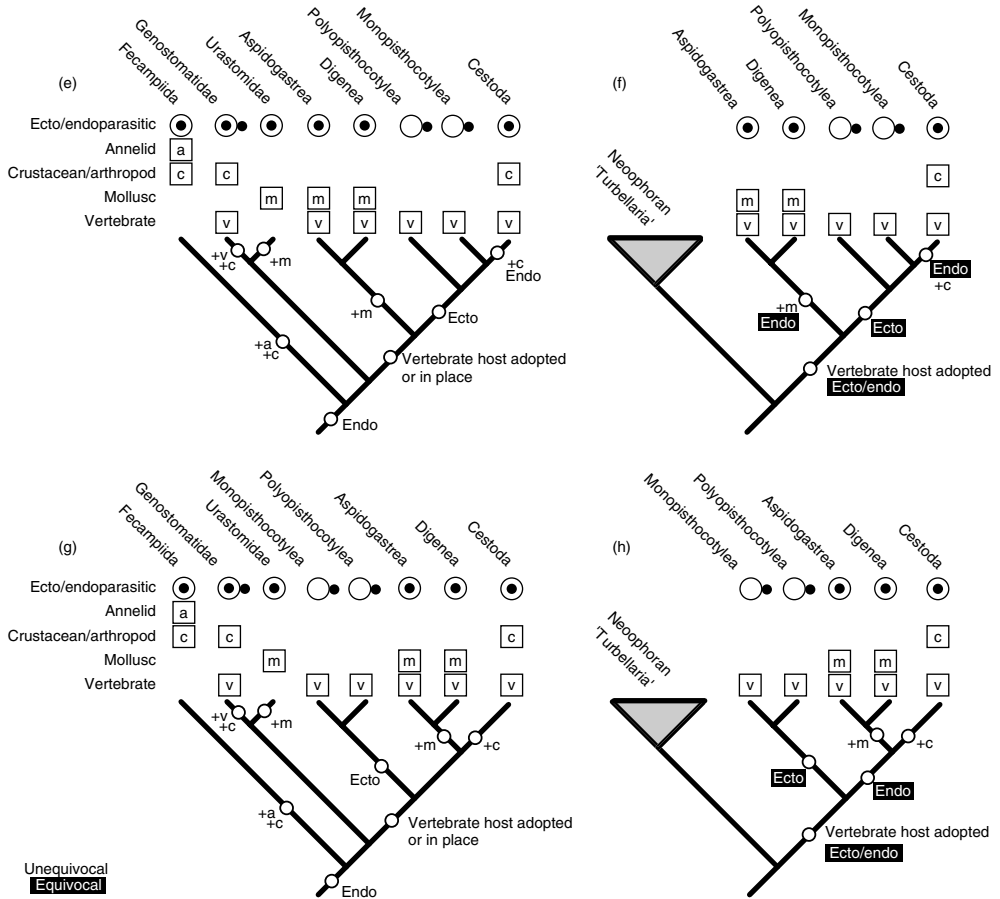 (e)
Fecampiida
Genostomatidae
Urastomidae
Aspidogastrea
Digenea
Polyopisthocotylea
Monopisthocotylea
Cestoda
Ecto/endoparasitic
Annelid
a
Crustacean/arthropod
c
c
c
Mollusc
m
m
m
Vertebrate
v
v
v
v
v
v
+v
+c
+m
+c
Endo
+m
Ecto
+a
+c
Vertebrate host adopted
or in place
Endo
(f)
Neoophoran
'Turbellaria'
Aspidogastrea
Digenea
Polyopisthocotylea
Monopisthocotylea
Cestoda
c
m
m
v
v
v
v
v
Endo
+c
+m
Endo
Ecto
Vertebrate host adopted
Ecto/endo
(g)
Fecampiida
Genostomatidae
Urastomidae
Monopisthocotylea
Polyopisthocotylea
Aspidogastrea
Digenea
Cestoda
Ecto/endoparasitic
Annelid
a
Crustacean/arthropod
c
c
c
Mollusc
m
m
m
Vertebrate
v
v
v
v
v
v
+v
+c
+m
+m
+c
Ecto
+a
+c
Vertebrate host adopted
or in place
Endo
Unequivocal
Equivocal
(h)
Neoophoran
'Turbellaria'
Monopisthocotylea
Polyopisthocotylea
Aspidogastrea
Digenea
Cestoda
c
m
m
v
v
v
v
v
+m
+c
Ecto
Endo
Vertebrate host adopted
Ecto/endo